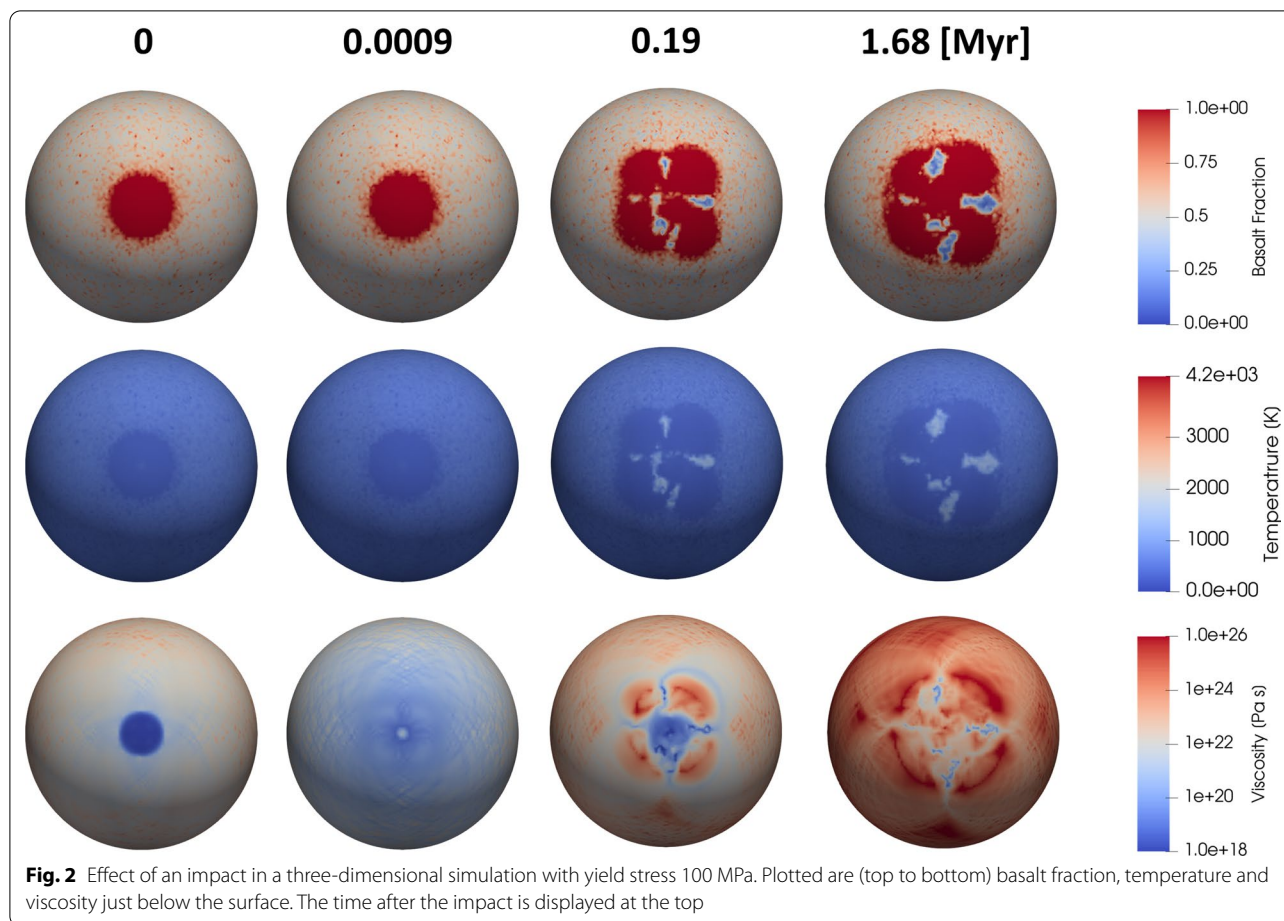 0 0.0009 0.19 1.68 [Myr]
1.0e+00
0.75
0.5
0.25
0.0e+00
Basalt Fraction
4.2e+03
3000
2000
1000
0.0e+00
Temperatrure (K)
1.0e+26
1e+24
1e+22
1e+20
1.0e+18
Viscosity (Pa s)
Fig. 2 Effect of an impact in a three-dimensional simulation with yield stress 100 MPa. Plotted are (top to bottom) basalt fraction, temperature and
viscosity just below the surface. The time after the impact is displayed at the top